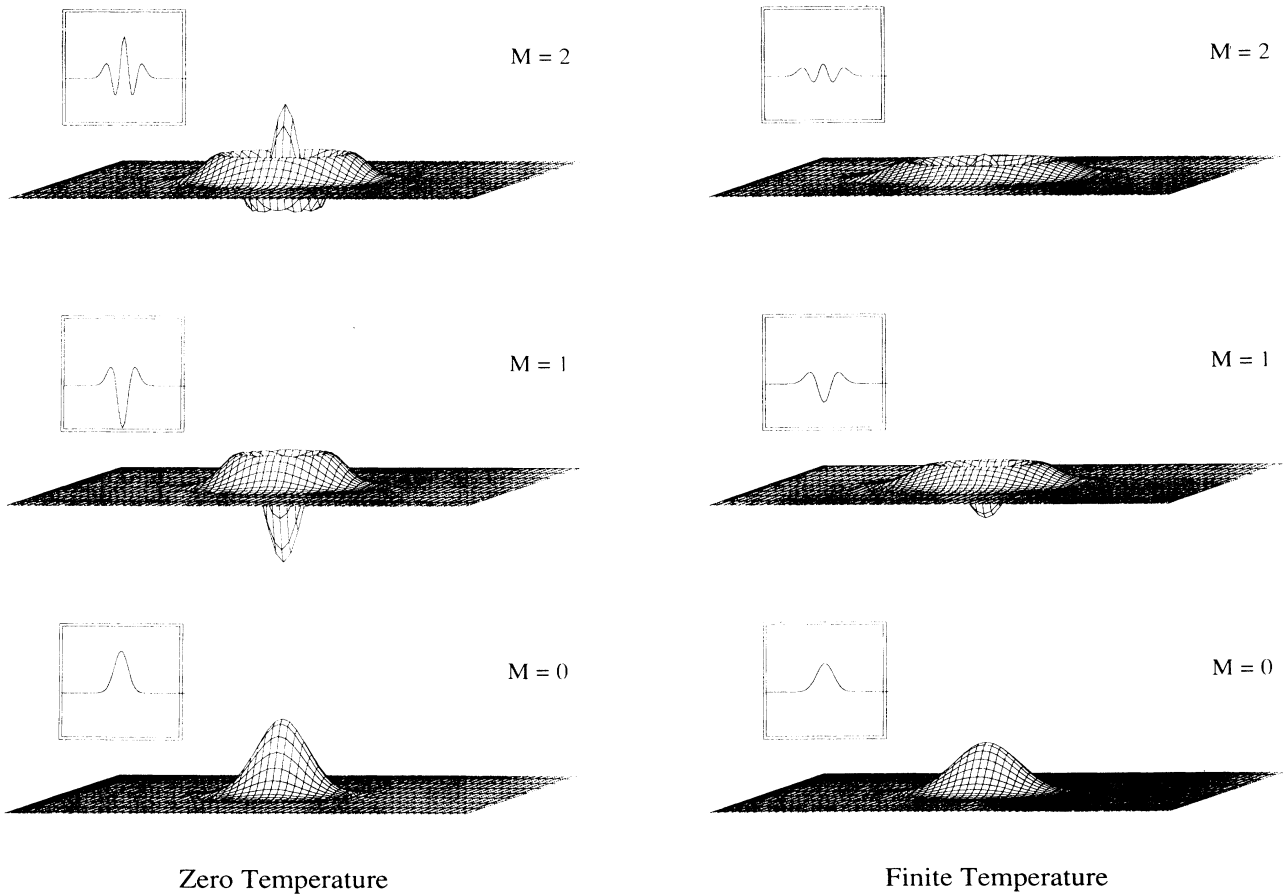 M = 2
M = 2
M = 1
M = 1
M = 0
M = 0
Zero Temperature
Finite Temperature